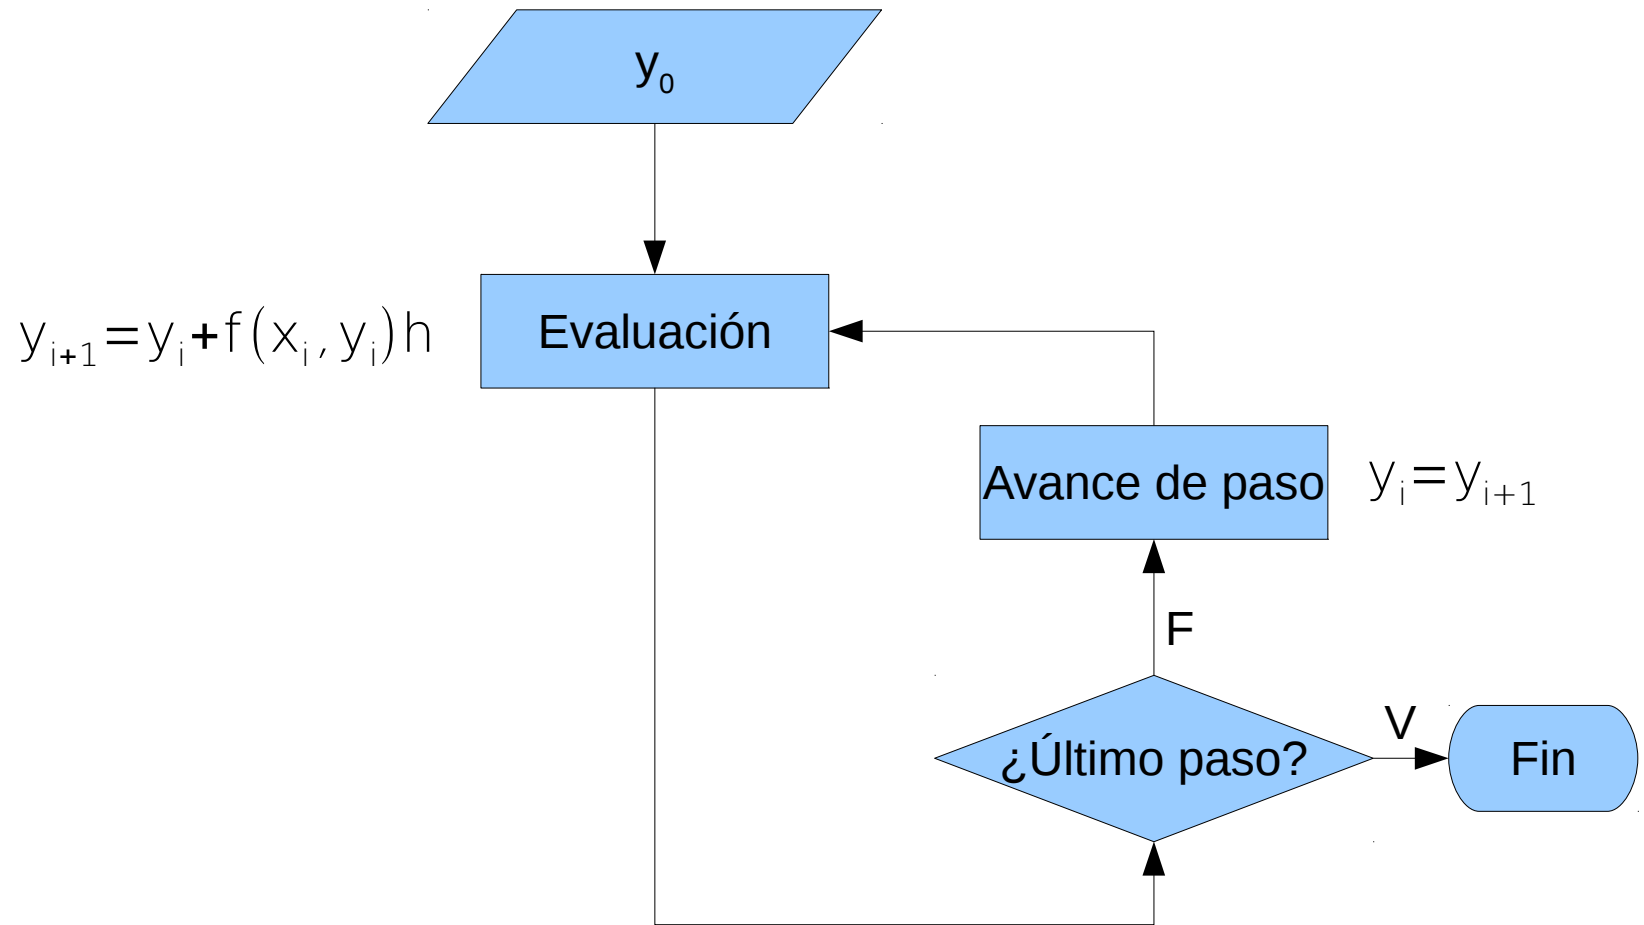 y₀
yᵢ₊₁=yᵢ+f(xᵢ,yᵢ)h
Evaluación
Avance de paso
yᵢ=yᵢ₊₁
F
V
¿Último paso?
Fin